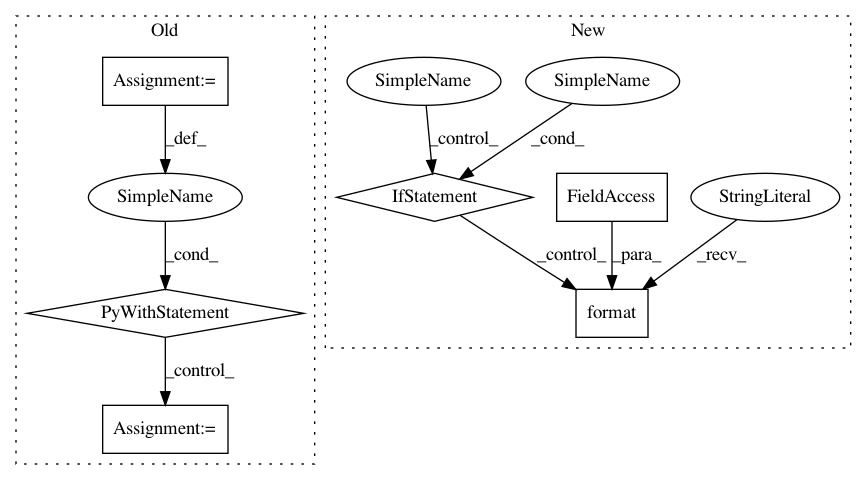 Old
New
Assignment:=
SimpleName
SimpleName
_def_
_control_
_cond_
SimpleName
IfStatement
FieldAccess
StringLiteral
_cond_
_control_
_para_
_recv_
PyWithStatement
format
_control_
Assignment:=